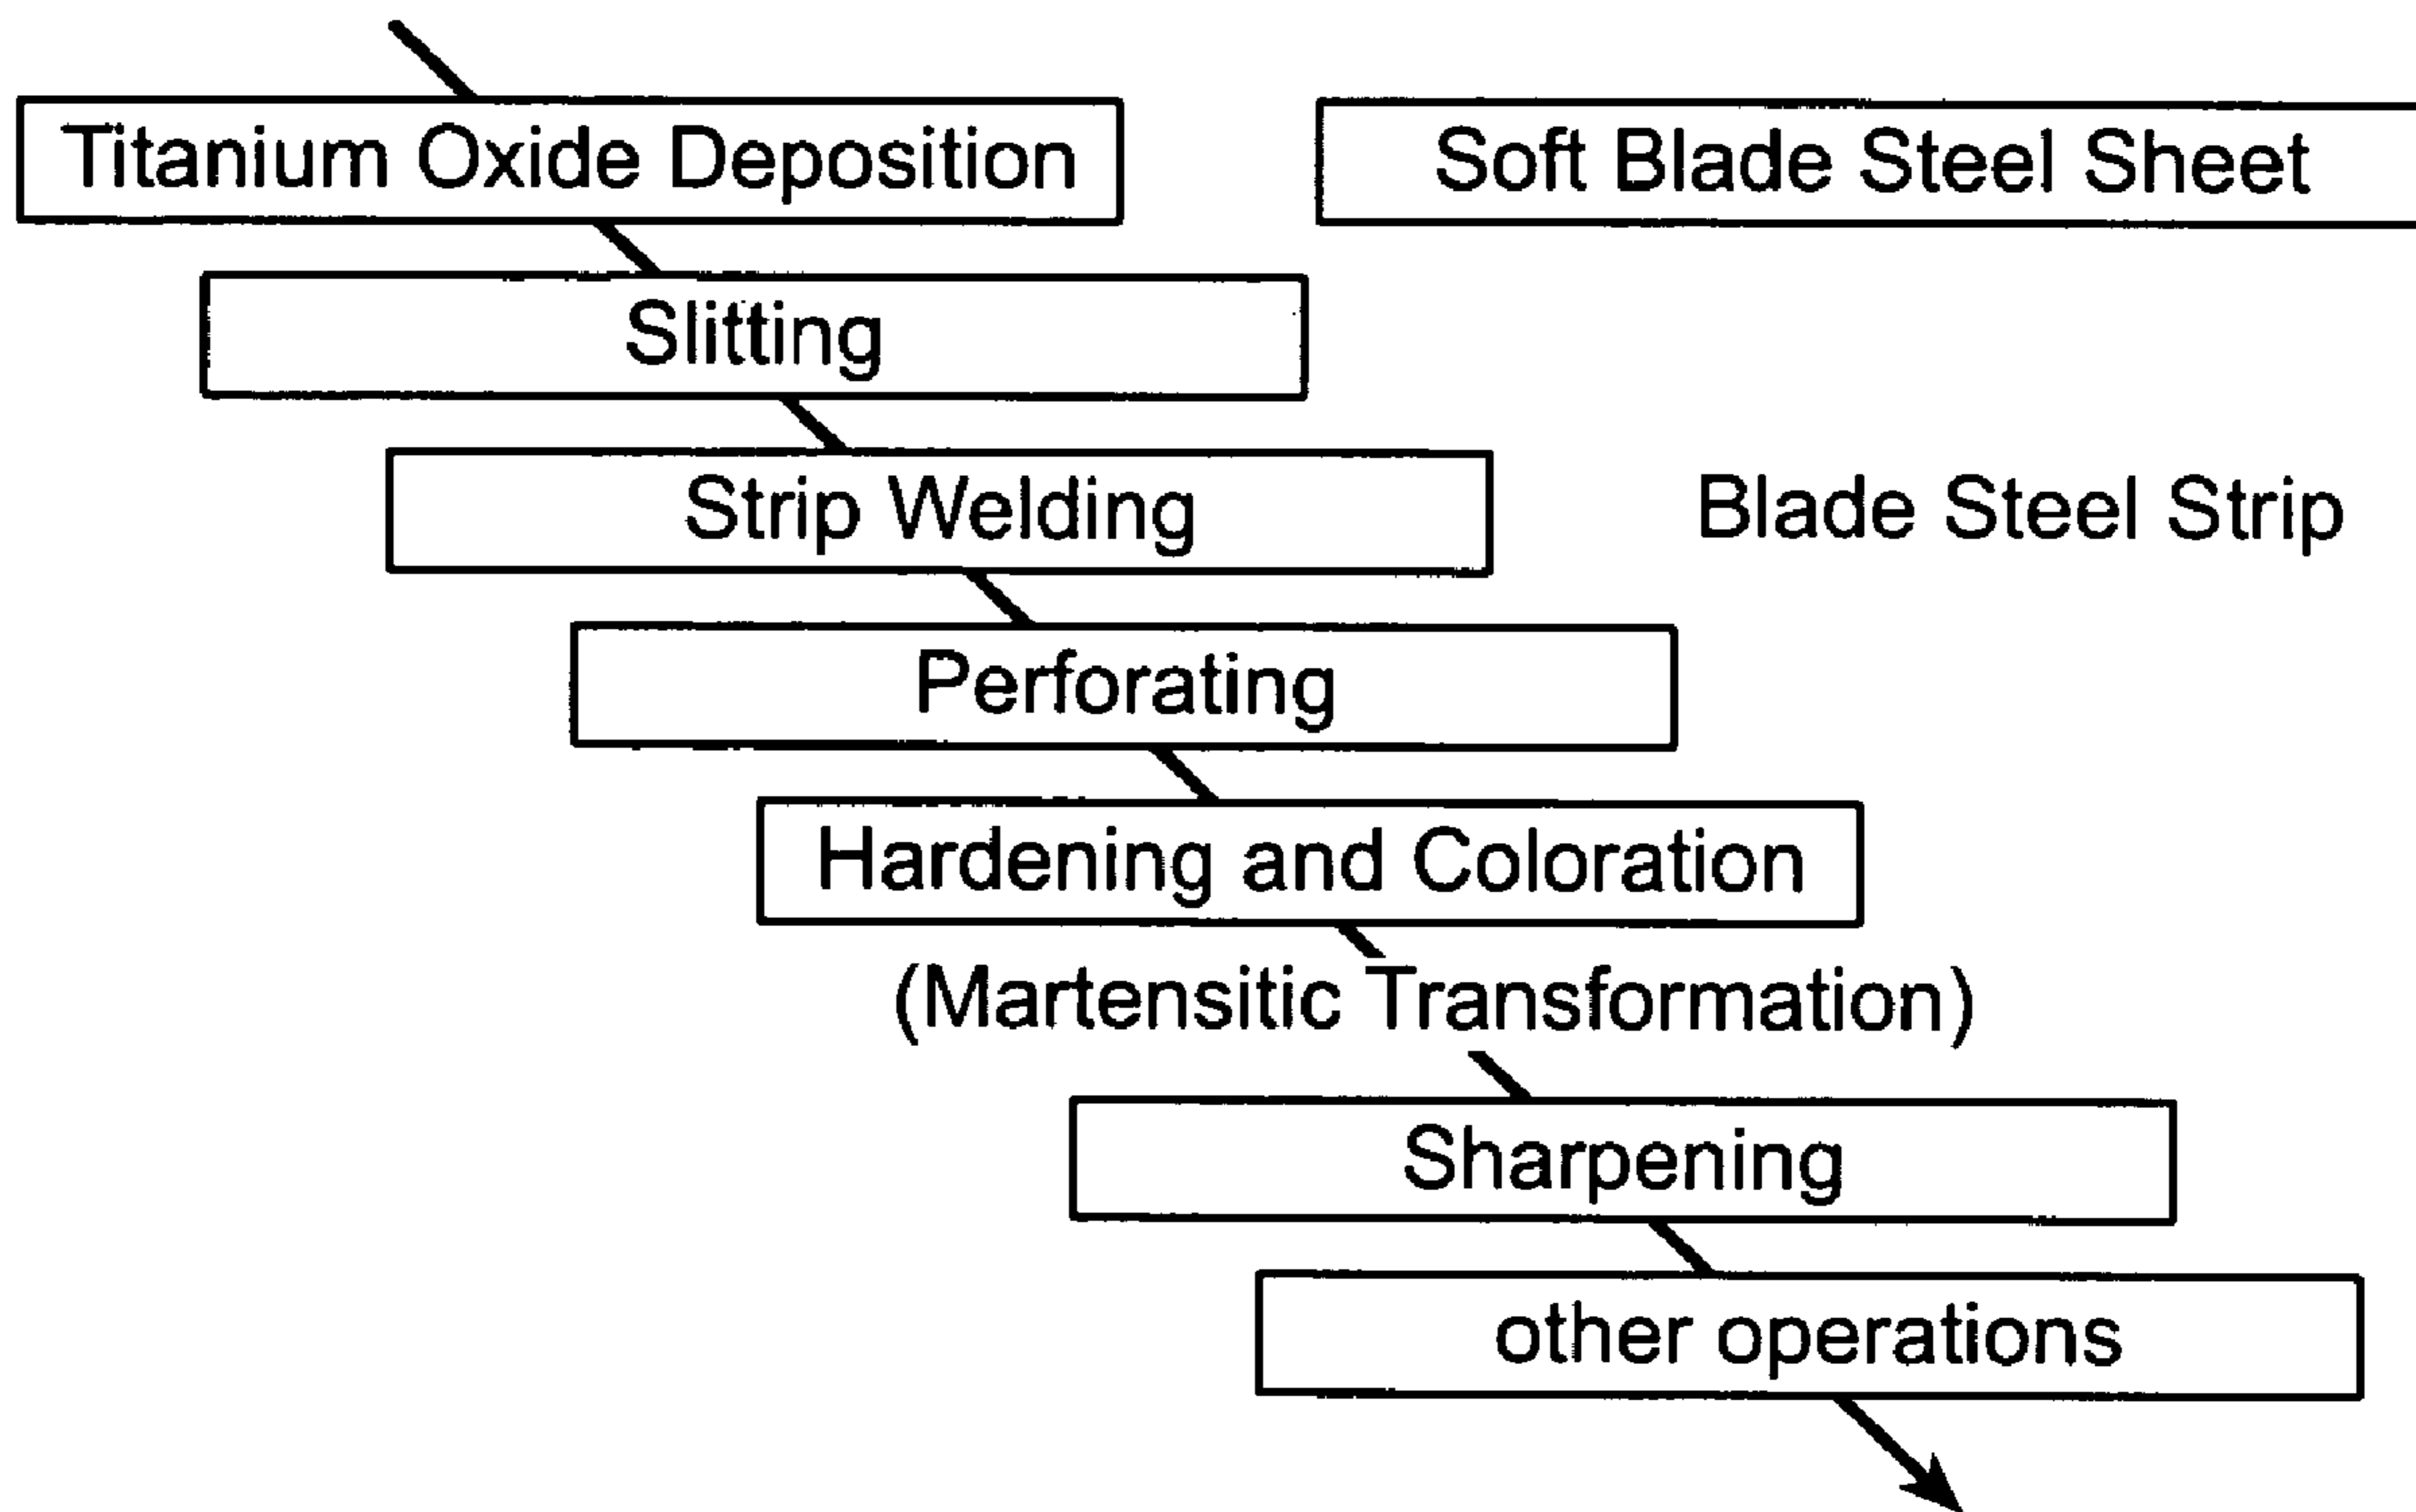 Titanium Oxide Deposition
Soft Blade Steel Sheet
Slitting
Strip Welding
Blade Steel Strip
Perforating
Hardening and Coloration
(Martensitic Transformation)
Sharpening
other operations